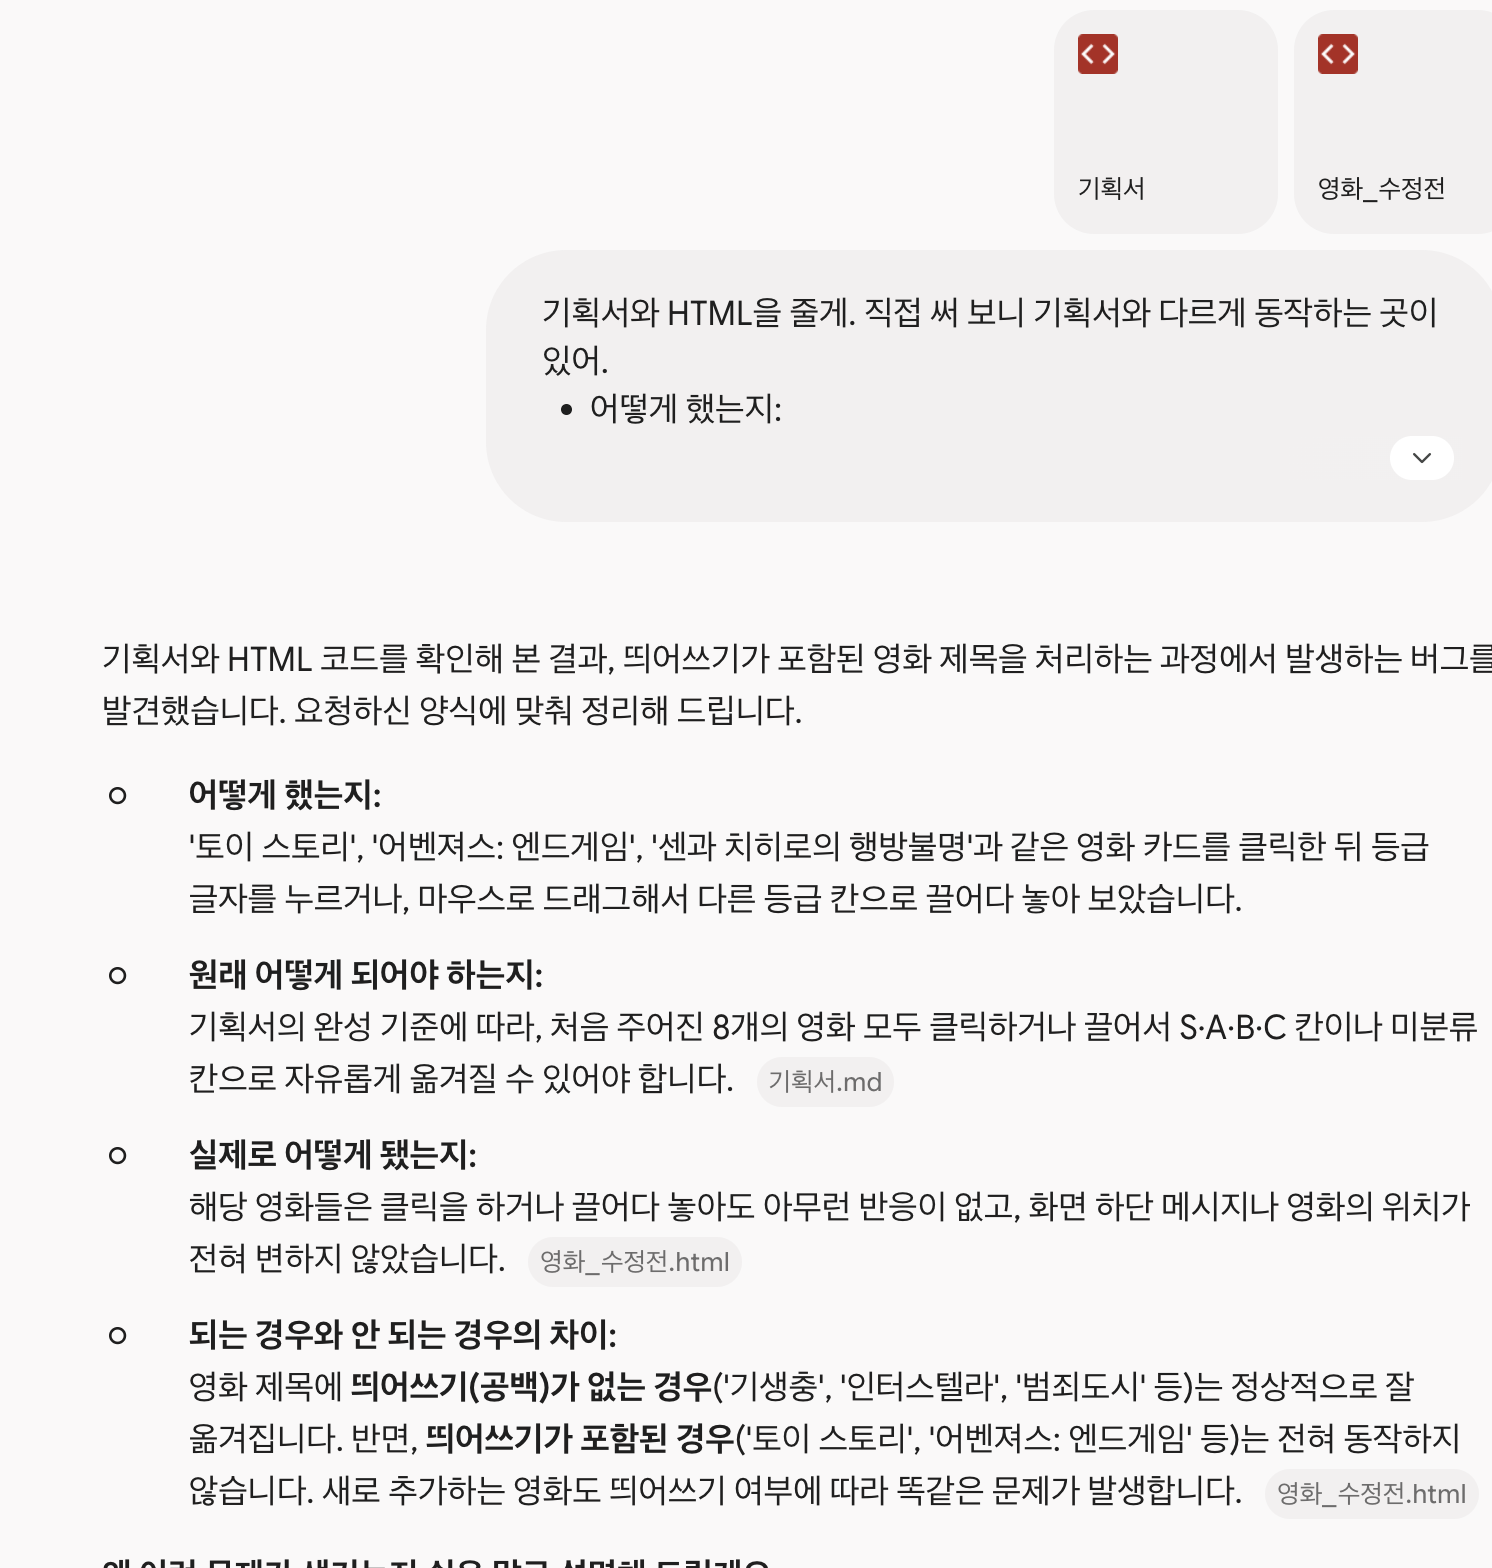 기획서
영화_수정전
기획서와 HTML을 줄게. 직접 써 보니 기획서와 다르게 동작하는 곳이
있어.
• 어떻게 했는지:
기획서와 HTML 코드를 확인해 본 결과, 띄어쓰기가 포함된 영화 제목을 처리하는 과정에서 발생하는 버그를
발견했습니다. 요청하신 양식에 맞춰 정리해 드립니다.
어떻게 했는지:
'토이 스토리', '어벤져스: 엔드게임', '센과 치히로의 행방불명'과 같은 영화 카드를 클릭한 뒤 등급
글자를 누르거나, 마우스로 드래그해서 다른 등급 칸으로 끌어다 놓아 보았습니다.
원래 어떻게 되어야 하는지:
기획서의 완성 기준에 따라, 처음 주어진 8개의 영화 모두 클릭하거나 끌어서 S·A·B·C 칸이나 미분류
칸으로 자유롭게 옮겨질 수 있어야 합니다. 기획서.md
실제로 어떻게 됐는지:
해당 영화들은 클릭을 하거나 끌어다 놓아도 아무런 반응이 없고, 화면 하단 메시지나 영화의 위치가
전혀 변하지 않았습니다. 영화_수정전.html
되는 경우와 안 되는 경우의 차이:
영화 제목에 띄어쓰기(공백)가 없는 경우('기생충', '인터스텔라', '범죄도시' 등)는 정상적으로 잘
옮겨집니다. 반면, 띄어쓰기가 포함된 경우('토이 스토리', '어벤져스: 엔드게임' 등)는 전혀 동작하지
않습니다. 새로 추가하는 영화도 띄어쓰기 여부에 따라 똑같은 문제가 발생합니다. 영화_수정전.html